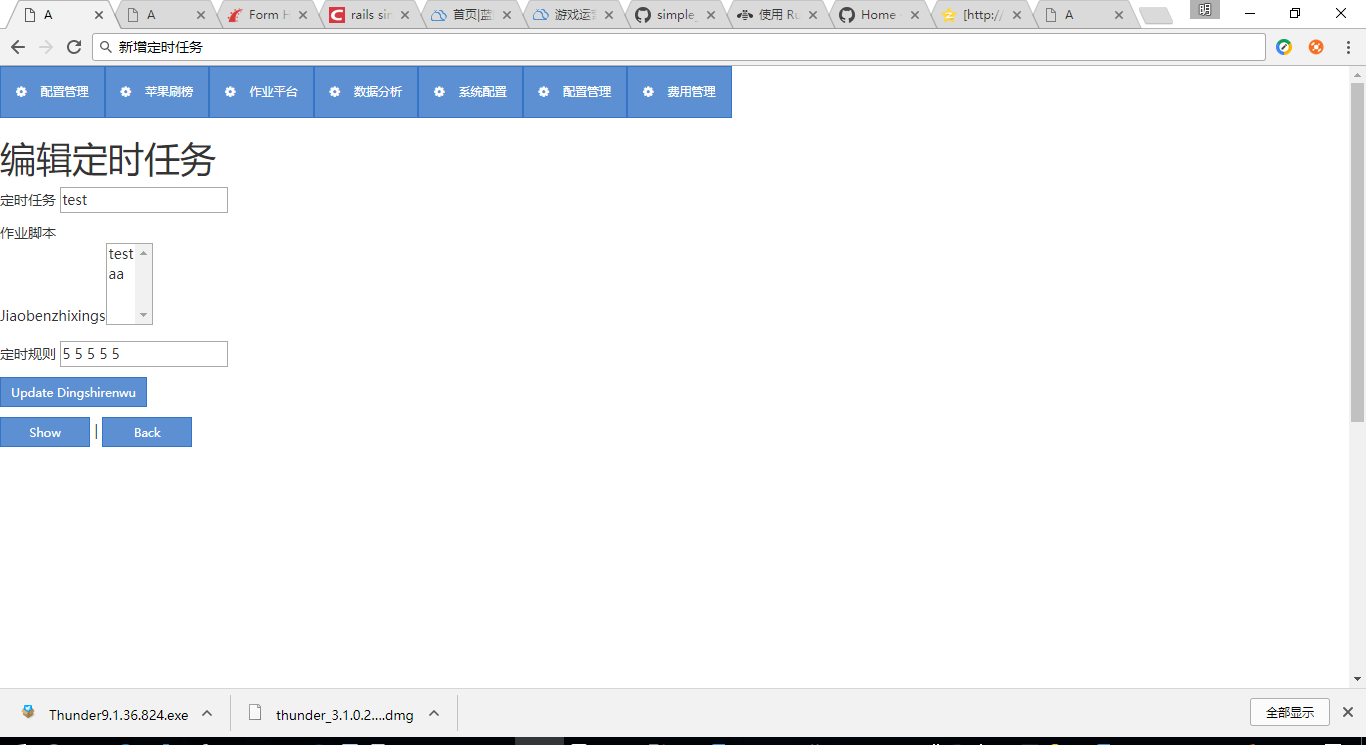 A A Form H rails sir 首页|蓝 游戏运营 simple_ 使用 Ru Home [http:// A 明
新增定时任务
配置管理 苹果刷榜 作业平台 数据分析 系统配置 配置管理 费用管理
编辑定时任务
定时任务 test
作业脚本
test
aa
Jiaobenzhixings
定时规则 5 5 5 5 5
Update Dingshirenwu
Show | Back
Thunder9.1.36.824.exe thunder_3.1.0.2....dmg 全部显示